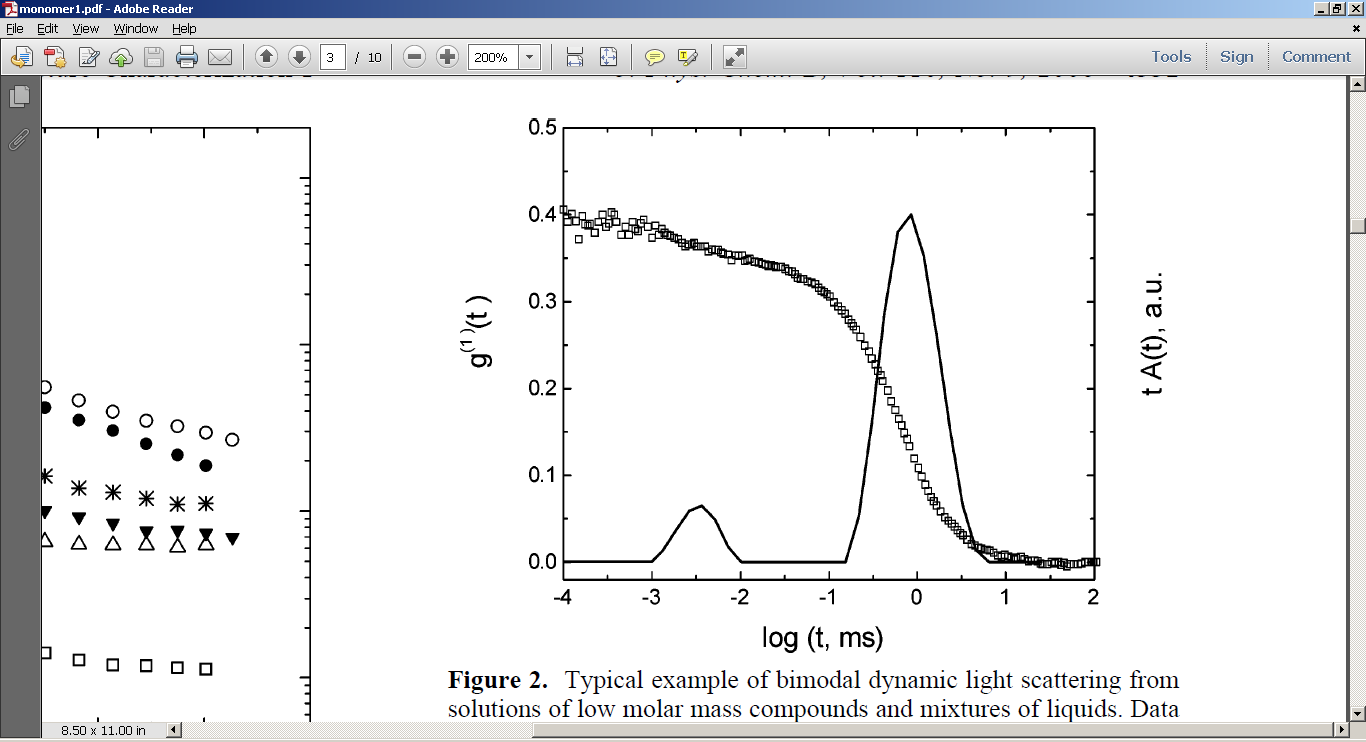 monomer1.pdf - Adobe Reader
File Edit View Window Help
3 / 10 200% Tools Sign Comment
0.5
0.4
0.3
0.2
0.1
0.0
g(1)(t)
t A(t), a.u.
-4 -3 -2 -1 0 1 2
log (t, ms)
Figure 2. Typical example of bimodal dynamic light scattering from
solutions of low molar mass compounds and mixtures of liquids. Data
8.50 x 11.00 in